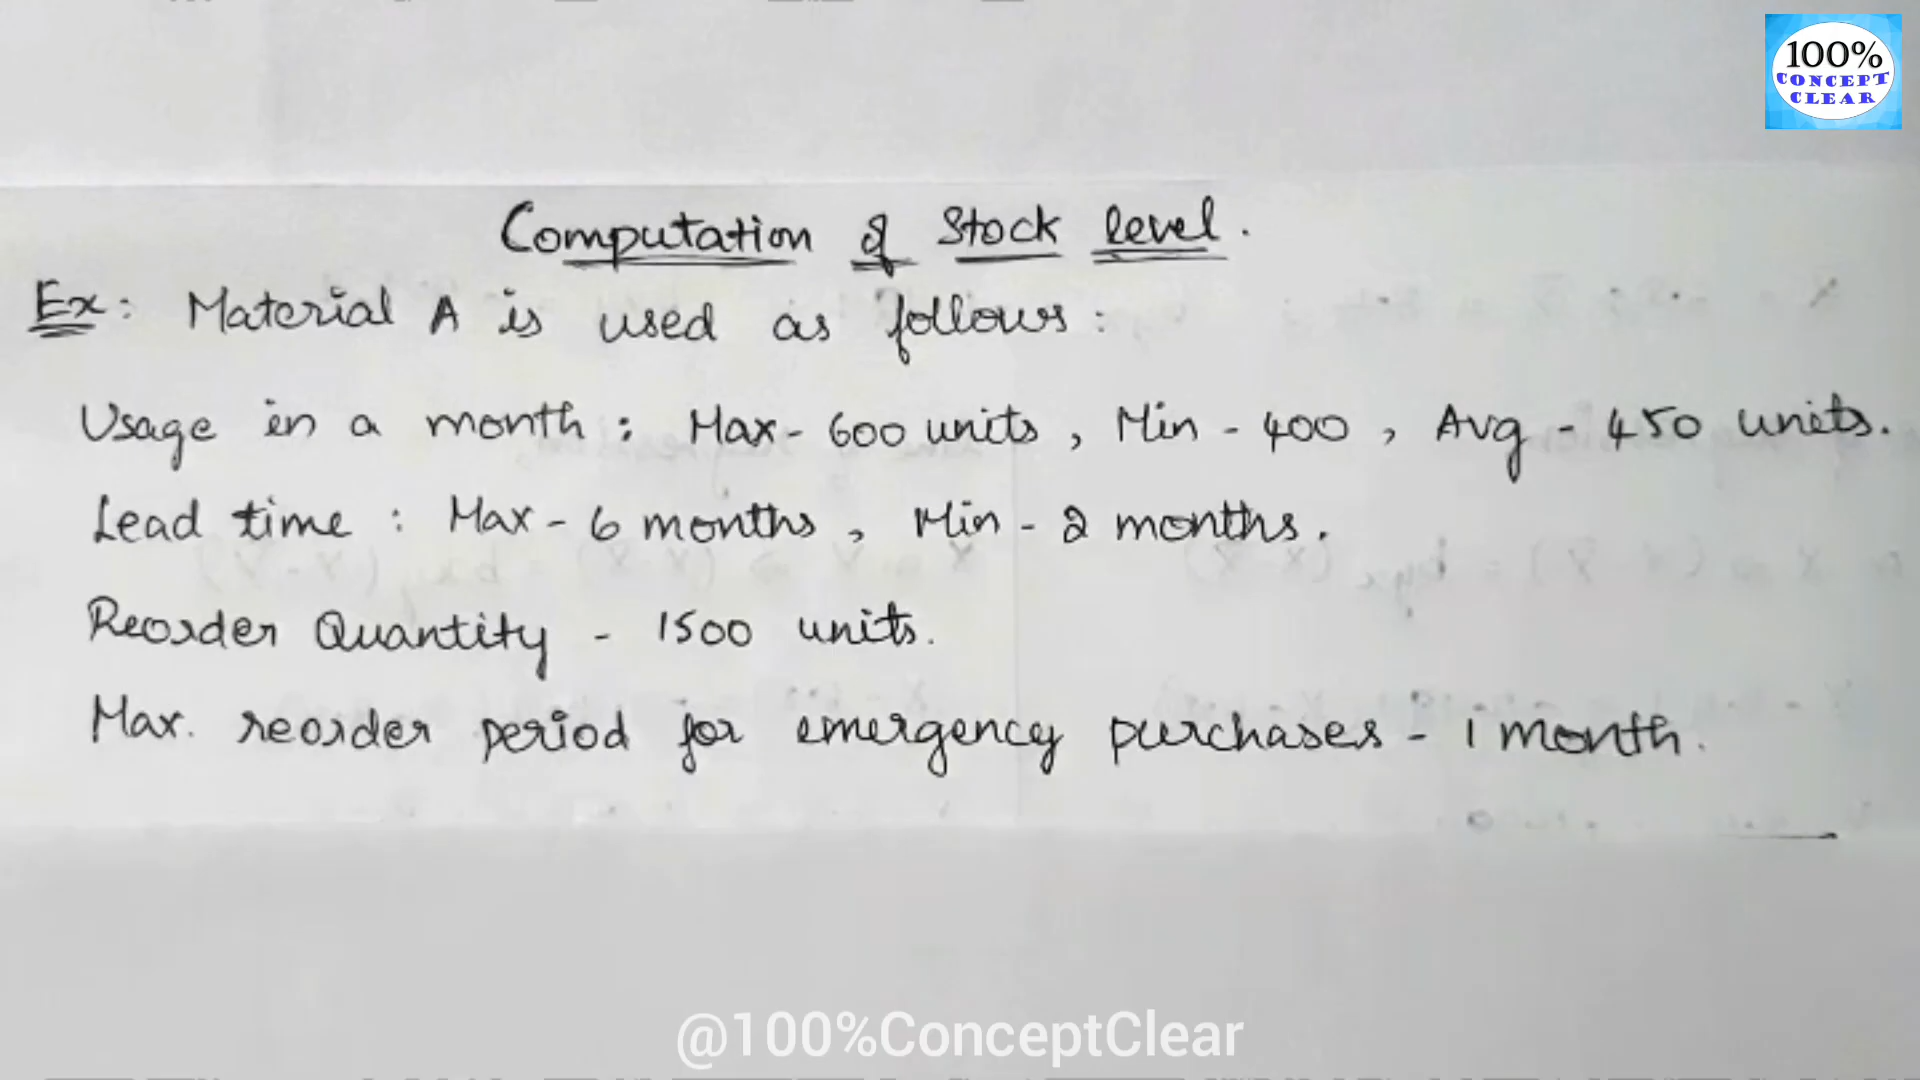 100%
CONCEPT
CLEAR
Computation of Stock level.
Ex: Material A is used as follows:
Usage in a month: Max - 600 units, Min - 400, Avg - 450 units.
Lead time: Max - 6 months, Min - 2 months.
Reorder Quantity - 1500 units.
Max. reorder period for emergency purchases - 1 month.
@100%ConceptClear